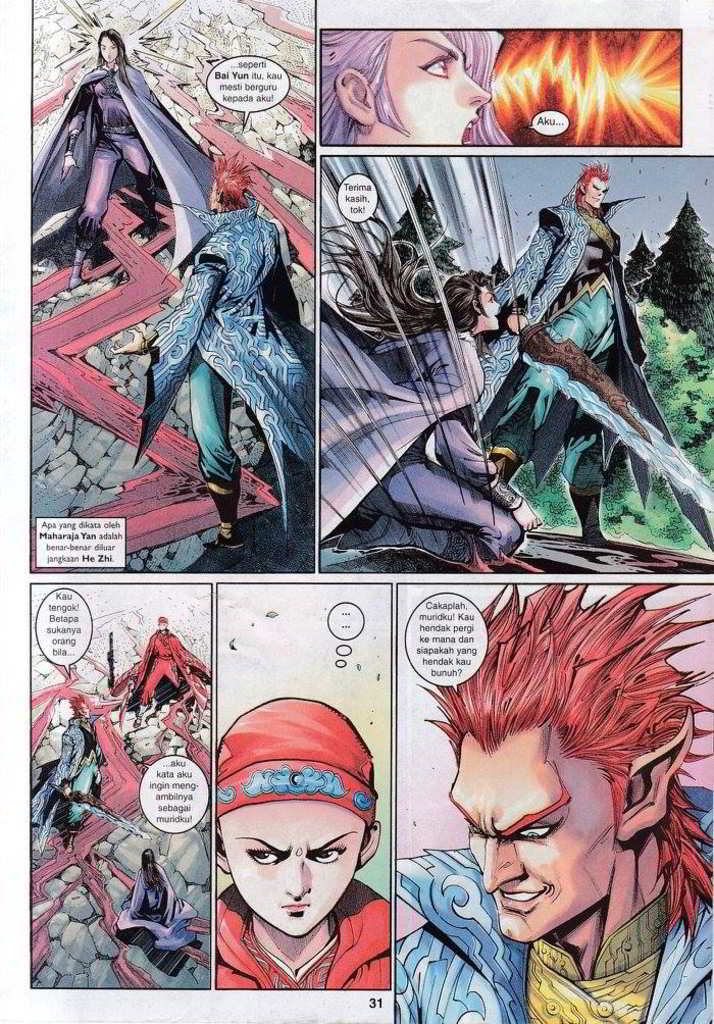 ...seperti
Bai Yun itu, kau
mesti berguru
kepada aku!
Aku...
Terima
kasih,
tok!
Apa yang dikata oleh
Maharaja Yan adalah
benar-benar diluar
jangkaan He Zhi.
Kau
tengok!
Betapa
sukanya
orang
bila...
...aku
kata aku
ingin meng-
ambilnya
sebagai
muridku!
...
...
Cakaplah,
muridku! Kau
hendak pergi
ke mana dan
siapakah yang
hendak kau
bunuh?
31